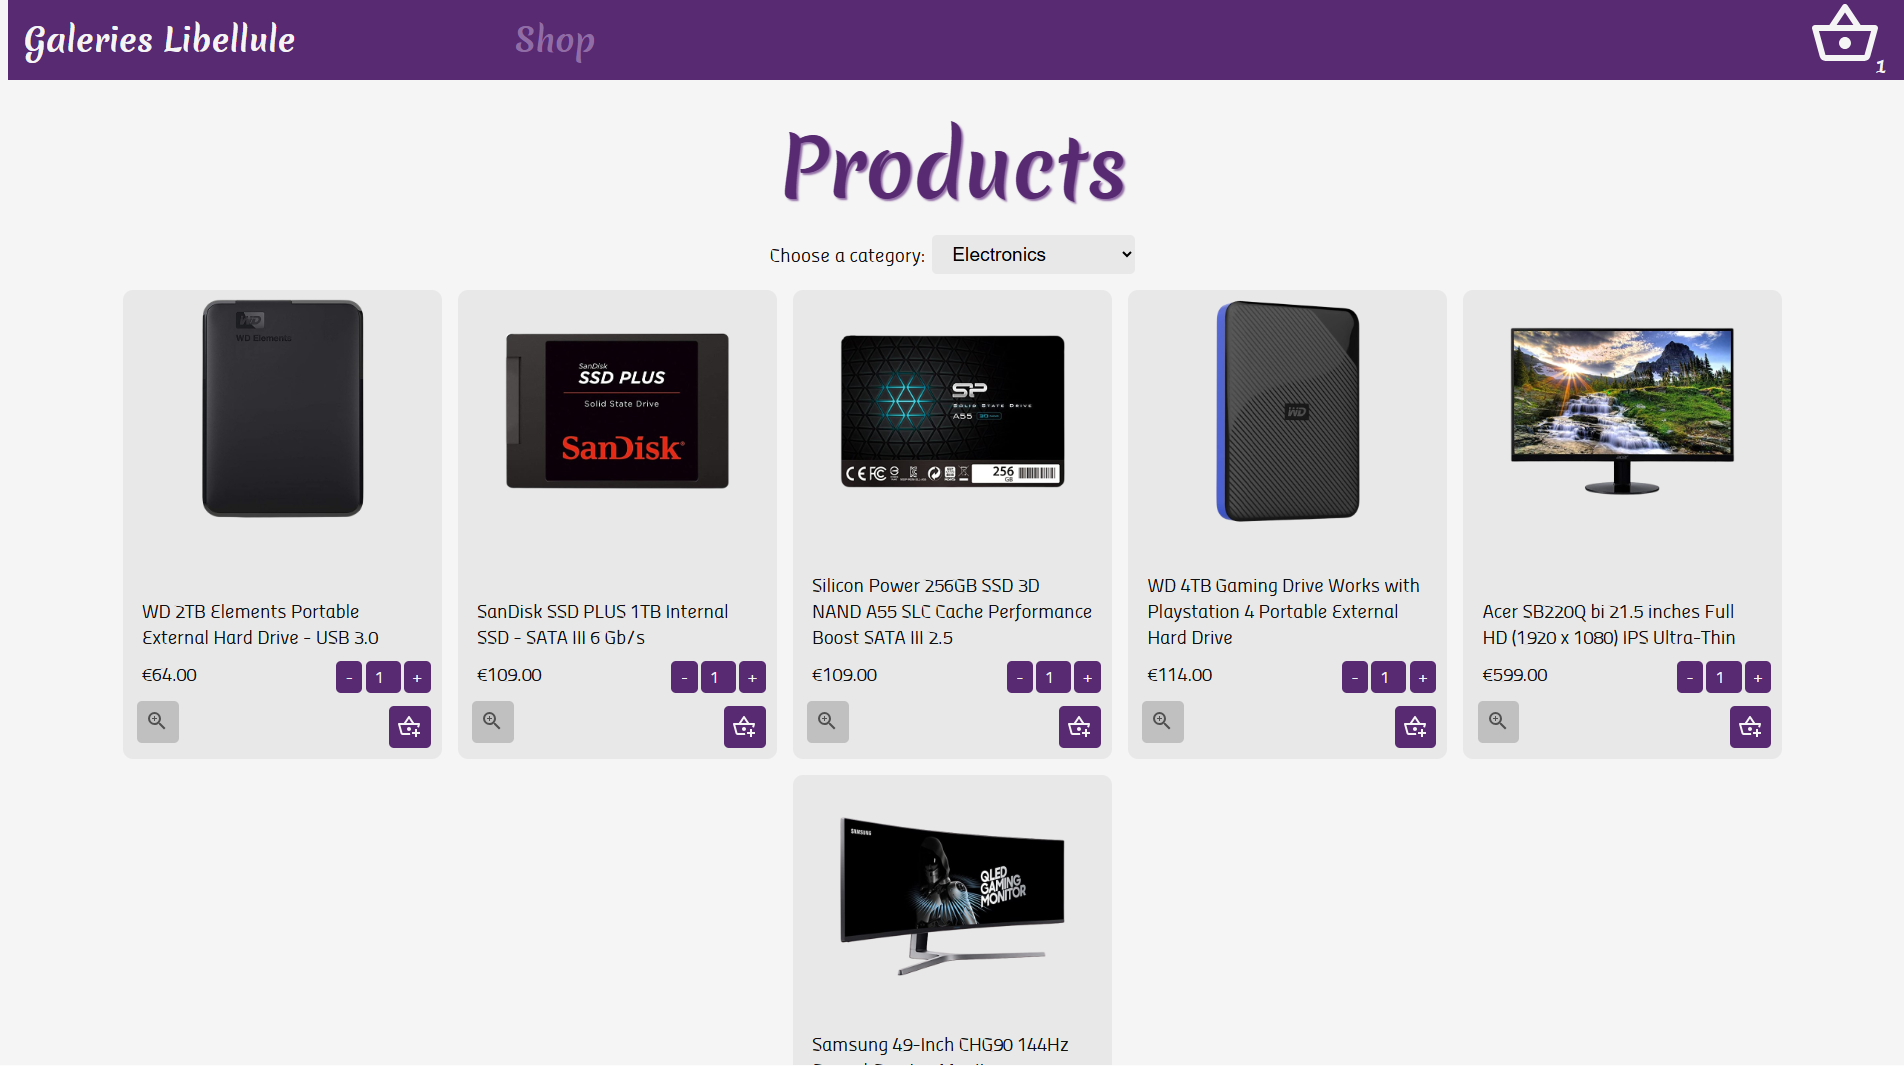 Galeries Libellule
Shop
1
Products
Choose a category: Electronics
WD
WD Elements
WD 2TB Elements Portable
External Hard Drive - USB 3.0
€64.00
- 1 +
SanDisk
SSD PLUS
Solid State Drive
SanDisk
SanDisk SSD PLUS 1TB Internal
SSD - SATA III 6 Gb/s
€109.00
- 1 +
SP
Solid State Drive
A55
CE FC
256
GB
Silicon Power 256GB SSD 3D
NAND A55 SLC Cache Performance
Boost SATA III 2.5
€109.00
- 1 +
WD
WD 4TB Gaming Drive Works with
Playstation 4 Portable External
Hard Drive
€114.00
- 1 +
acer
Acer SB220Q bi 21.5 inches Full
HD (1920 x 1080) IPS Ultra-Thin
€599.00
- 1 +
SAMSUNG
QLED
GAMING
MONITOR
Samsung 49-Inch CHG90 144Hz